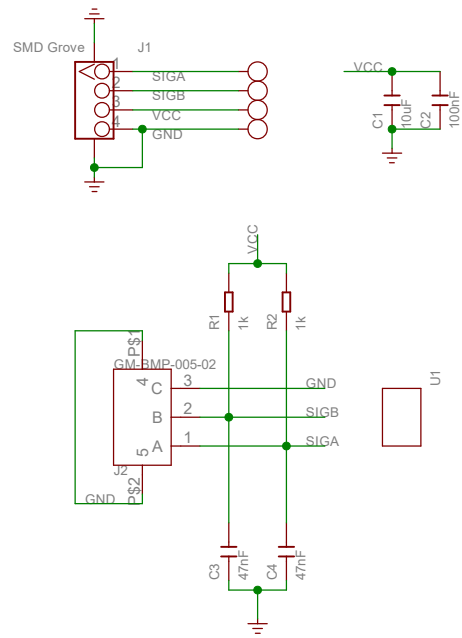 SMD Grove
J1
1
SIGA
2
SIGB
3
VCC
4
GND
VCC
C1
10uF
C2
100nF
VCC
R1
1k
R2
1k
P$1
GM-BMP-005-02
4
C
3
GND
B
2
SIGB
A
1
SIGA
5
J2
GND
P$2
U1
C3
47nF
C4
47nF